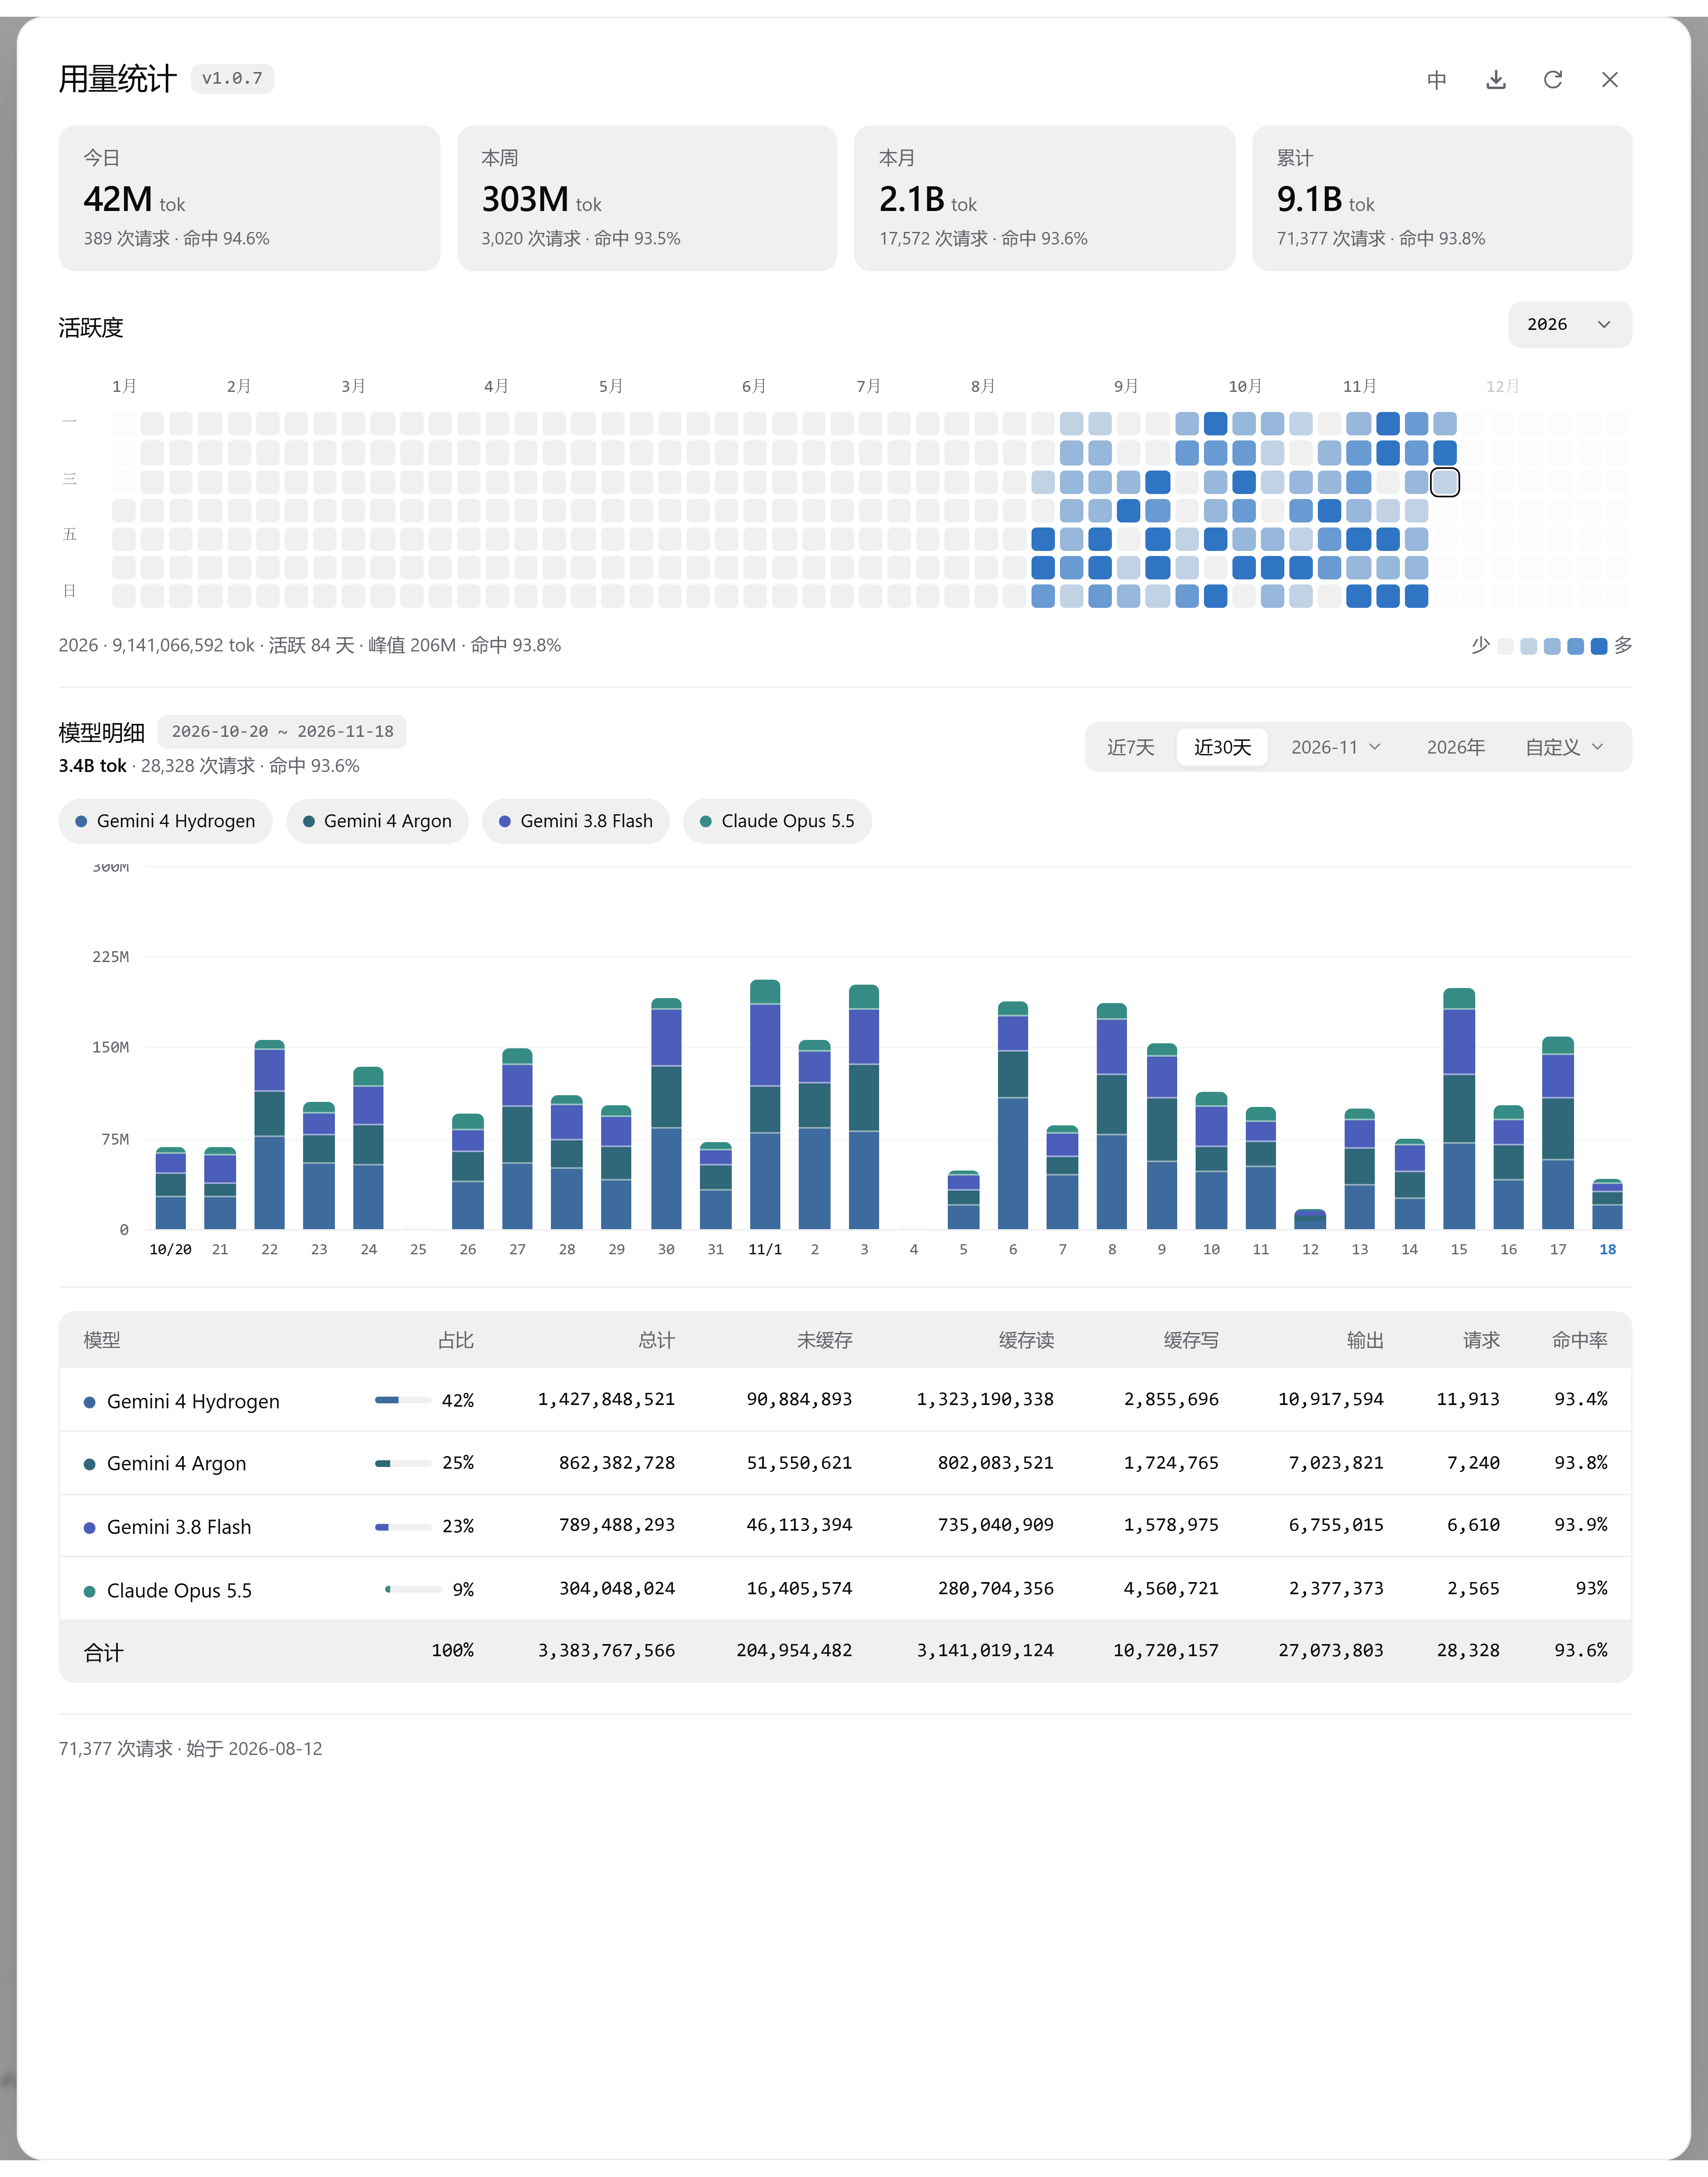 用量统计 v1.0.7 中
今日 本周 本月 累计
42M tok 303M tok 2.1B tok 9.1B tok
389 次请求 · 命中 94.6% 3,020 次请求 · 命中 93.5% 17,572 次请求 · 命中 93.6% 71,377 次请求 · 命中 93.8%
活跃度 2026
1月 2月 3月 4月 5月 6月 7月 8月 9月 10月 11月 12月
一
三
五
日
2026 · 9,141,066,592 tok · 活跃 84 天 · 峰值 206M · 命中 93.8% 少 多
模型明细 2026-10-20 ~ 2026-11-18
近7天 近30天 2026-11 2026年 自定义
3.4B tok · 28,328 次请求 · 命中 93.6%
Gemini 4 Hydrogen Gemini 4 Argon Gemini 3.8 Flash Claude Opus 5.5
300M
225M
150M
75M
0
10/20 21 22 23 24 25 26 27 28 29 30 31 11/1 2 3 4 5 6 7 8 9 10 11 12 13 14 15 16 17 18
模型 占比 总计 未缓存 缓存读 缓存写 输出 请求 命中率
Gemini 4 Hydrogen 42% 1,427,848,521 90,884,893 1,323,190,338 2,855,696 10,917,594 11,913 93.4%
Gemini 4 Argon 25% 862,382,728 51,550,621 802,083,521 1,724,765 7,023,821 7,240 93.8%
Gemini 3.8 Flash 23% 789,488,293 46,113,394 735,040,909 1,578,975 6,755,015 6,610 93.9%
Claude Opus 5.5 9% 304,048,024 16,405,574 280,704,356 4,560,721 2,377,373 2,565 93%
合计 100% 3,383,767,566 204,954,482 3,141,019,124 10,720,157 27,073,803 28,328 93.6%
71,377 次请求 · 始于 2026-08-12